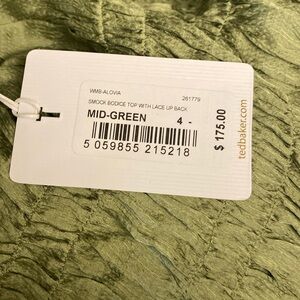 WMB-ALOVIA 261779
SMOCK BODICE TOP WITH LACE UP BACK
MID-GREEN 4 -
5 059855 215218
$ 175.00
tedbaker.com